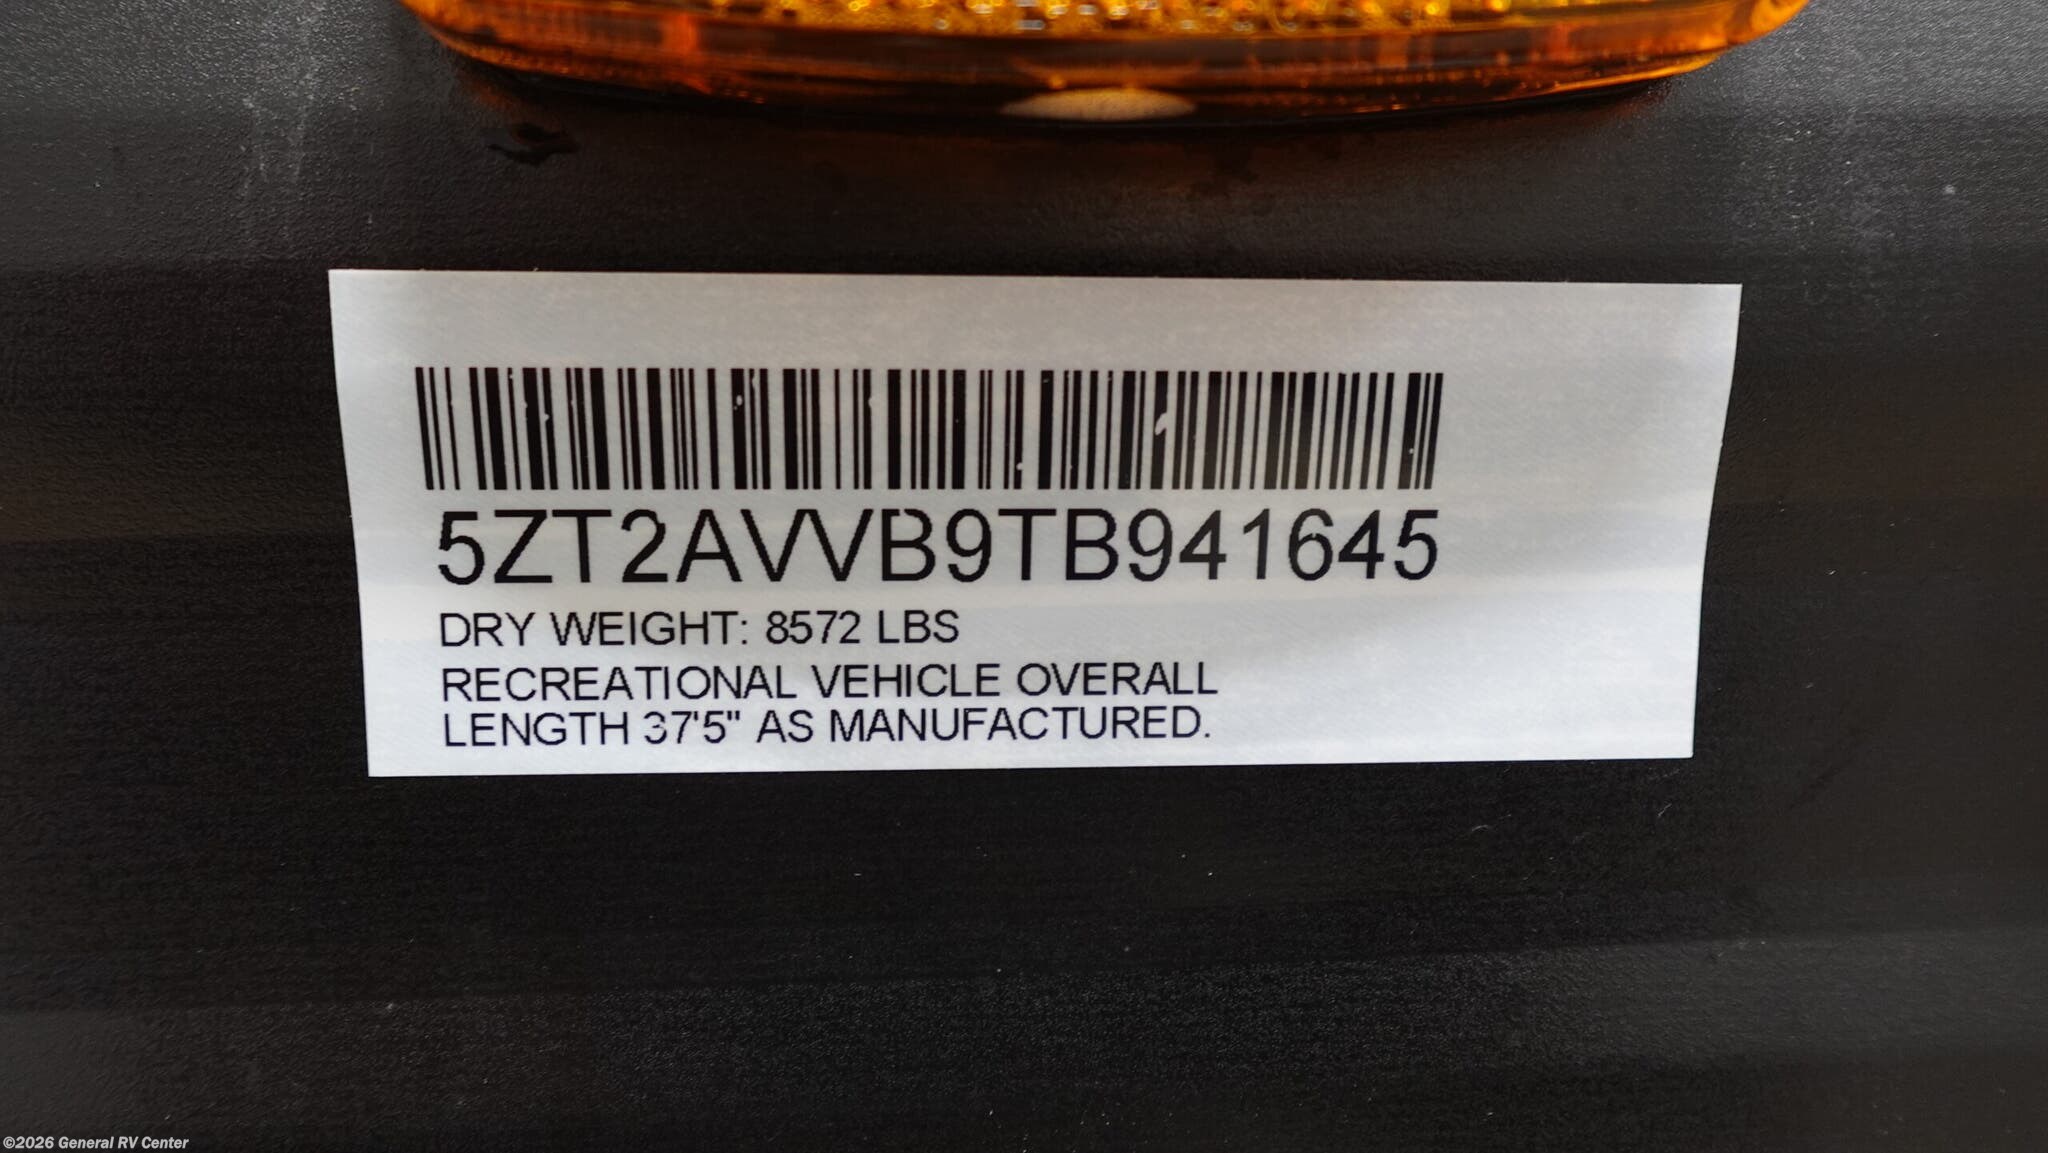 5ZT2AVVB9TB941645
DRY WEIGHT: 8572 LBS
RECREATIONAL VEHICLE OVERALL
LENGTH 37'5" AS MANUFACTURED.
©2026 General RV Center